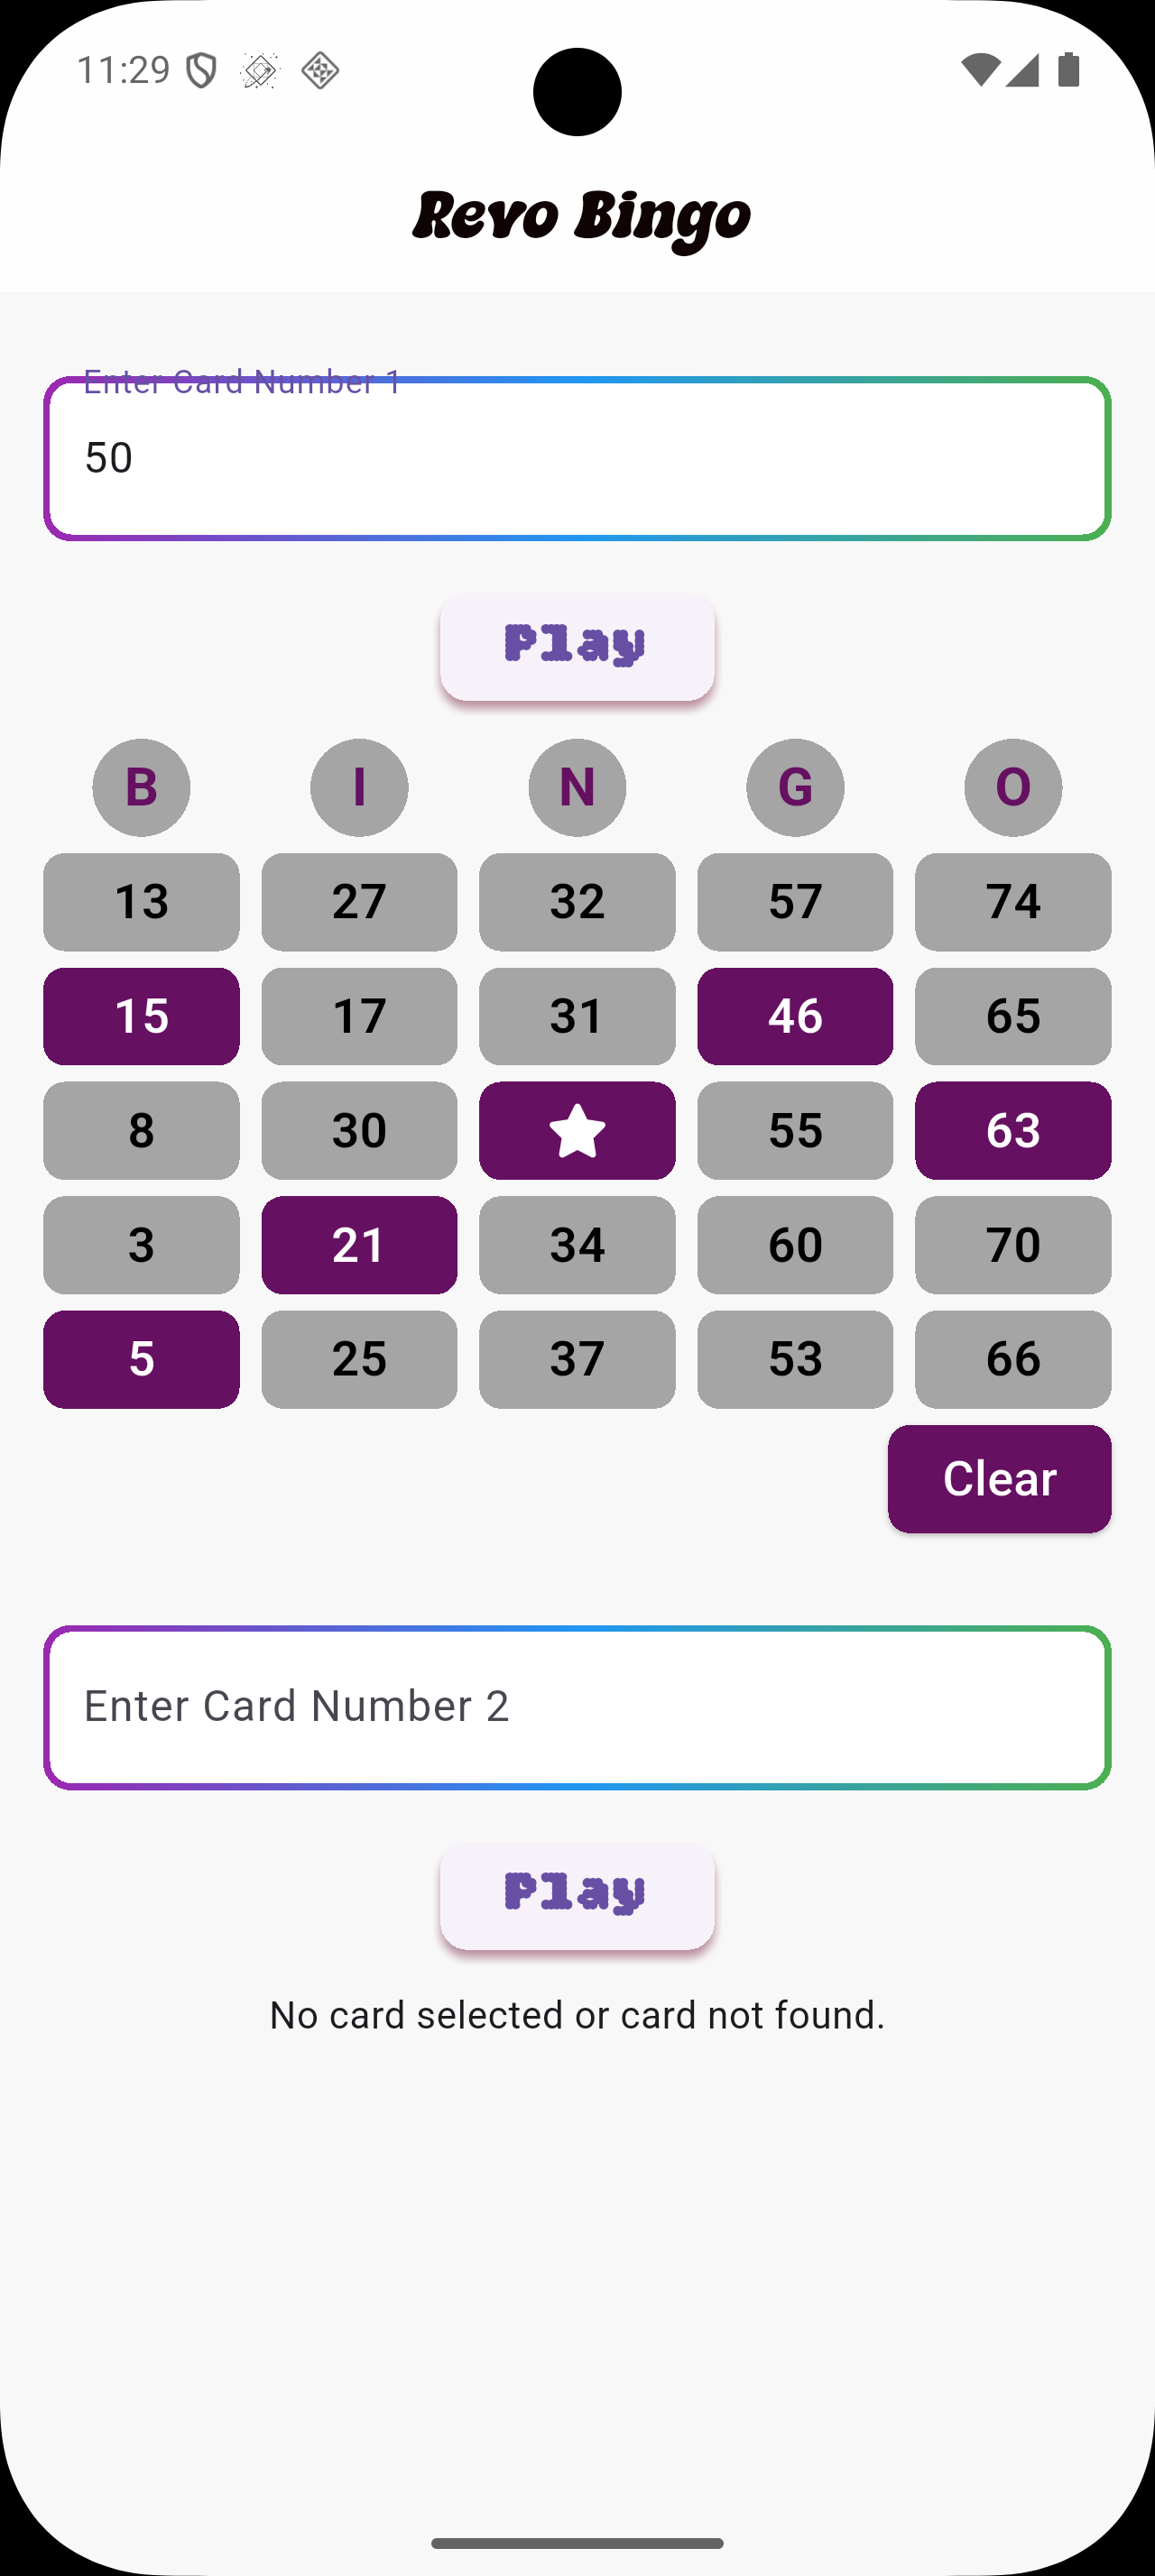 11:29
Revo Bingo
Enter Card Number 1
50
Play
B I N G O
13 27 32 57 74
15 17 31 46 65
8 30 55 63
3 21 34 60 70
5 25 37 53 66
Clear
Enter Card Number 2
Play
No card selected or card not found.